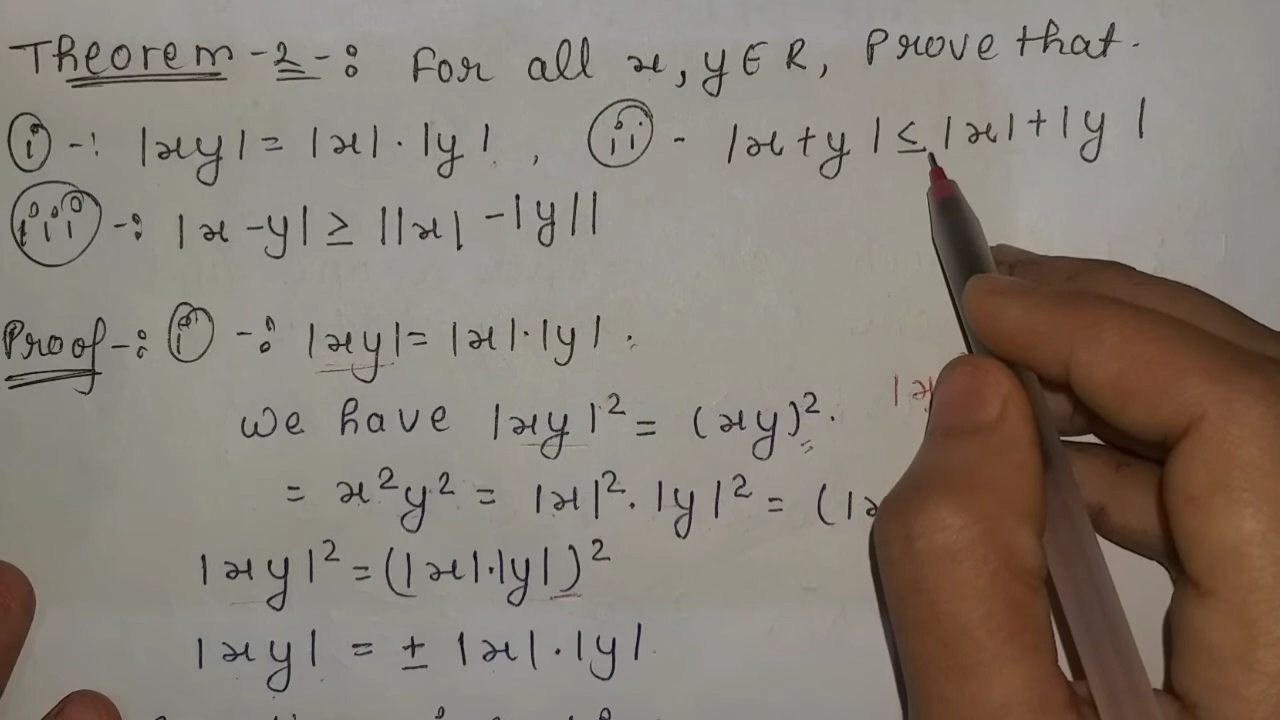 Theorem-2-: For all x, y ∈ R, Prove that.
(i)-: |xy| = |x|·|y|, (ii)- |x+y| ≤ |x|+|y|
(iii)-: |x-y| ≥ ||x|-|y||
Proof-: (i)-: |xy| = |x|·|y|.
We have |xy|² = (xy)².
= x²y² = |x|²·|y|² = (|x
|xy|² = (|x|·|y|)²
|xy| = ± |x|·|y|